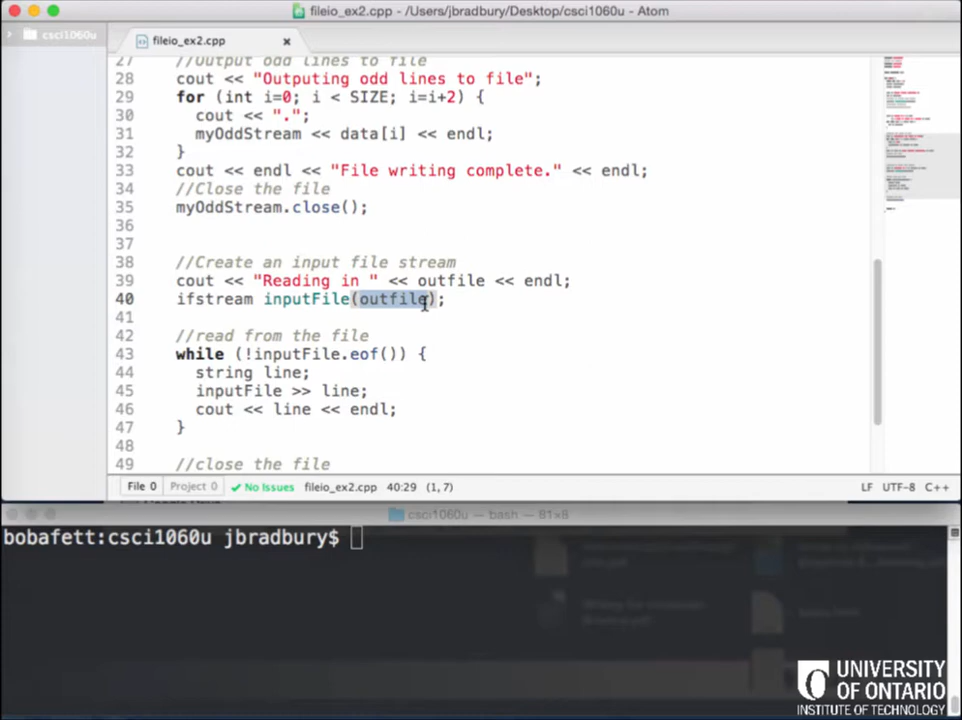 fileio_ex2.cpp - /Users/jbradbury/Desktop/csci1060u - Atom
csci1060u
fileio_ex2.cpp
27 //Output odd lines to file
28 cout << "Outputing odd lines to file";
29 for (int i=0; i < SIZE; i=i+2) {
30 cout << ".";
31 myOddStream << data[i] << endl;
32 }
33 cout << endl << "File writing complete." << endl;
34 //Close the file
35 myOddStream.close();
36
37
38 //Create an input file stream
39 cout << "Reading in " << outfile << endl;
40 ifstream inputFile(outfile);
41
42 //read from the file
43 while (!inputFile.eof()) {
44 string line;
45 inputFile >> line;
46 cout << line << endl;
47 }
48
49 //close the file
File 0 Project 0 No Issues fileio_ex2.cpp 40:29 (1,7) LF UTF-8 C++
csci1060u — bash — 81×8
bobafett:csci1060u jbradbury$
UNIVERSITY
OF ONTARIO
INSTITUTE OF TECHNOLOGY